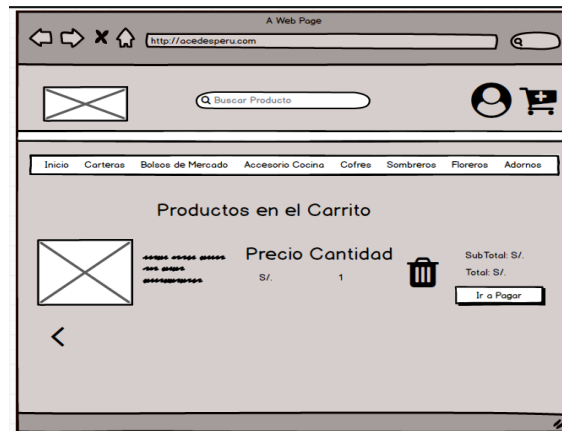 A Web Page
http://acedesperu.com
Buscar Producto
Inicio Carteras Bolsos de Mercado Accesorio Cocina Cofres Sombreros Floreros Adornos
Productos en el Carrito
Precio Cantidad
S/. 1
SubTotal: S/.
Total: S/.
Ir a Pagar